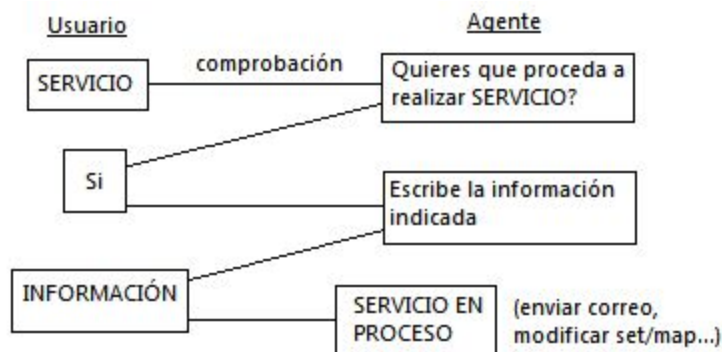 Usuario
Agente
SERVICIO
comprobación
Quieres que proceda a
realizar SERVICIO?
Si
Escribe la información
indicada
INFORMACIÓN
SERVICIO EN
PROCESO
(enviar correo,
modificar set/map...)